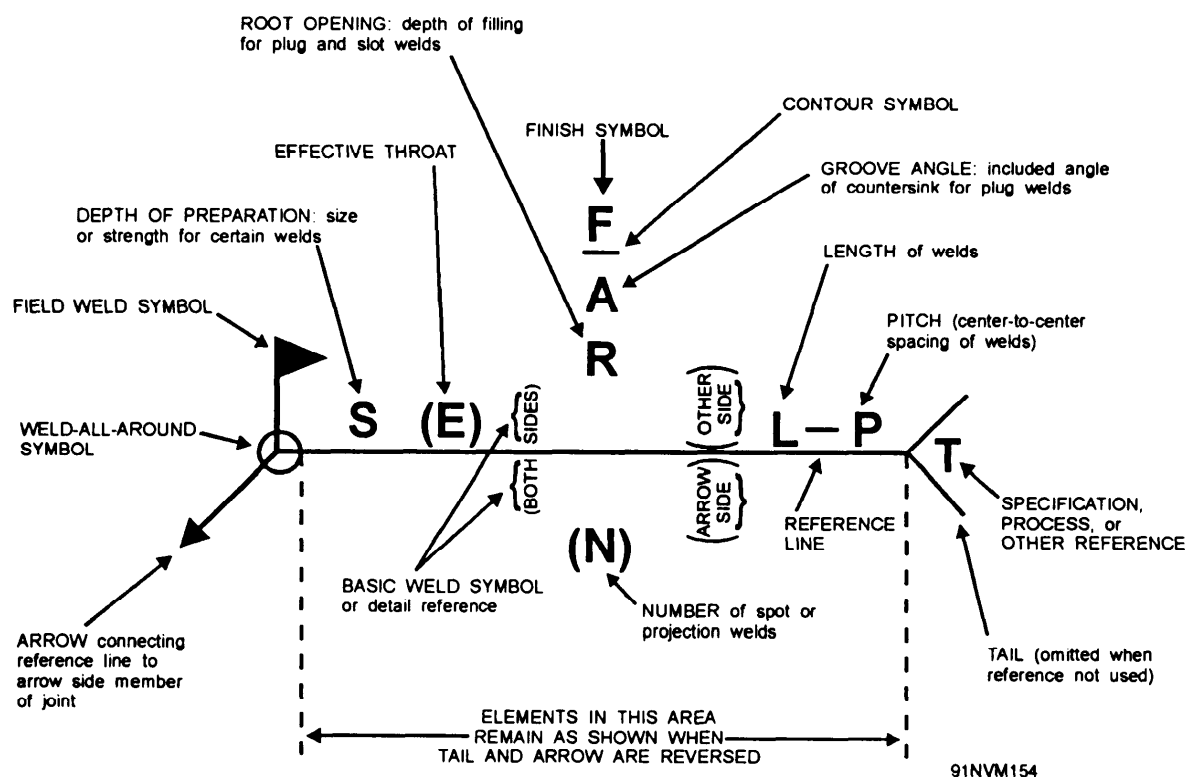 ROOT OPENING: depth of filling
for plug and slot welds
CONTOUR SYMBOL
FINISH SYMBOL
EFFECTIVE THROAT
GROOVE ANGLE: included angle
of countersink for plug welds
DEPTH OF PREPARATION: size
or strength for certain welds
F
LENGTH of welds
A
FIELD WELD SYMBOL
PITCH (center-to-center
spacing of welds)
R
WELD-ALL-AROUND
SYMBOL
S
(E)
SIDES)
(OTHER
SIDE)
L — P
T
(BOTH
(ARROW
SIDE)
REFERENCE
LINE
SPECIFICATION,
PROCESS, or
OTHER REFERENCE
(N)
BASIC WELD SYMBOL
or detail reference
NUMBER of spot or
projection welds
ARROW connecting
reference line to
arrow side member
of joint
TAIL (omitted when
reference not used)
ELEMENTS IN THIS AREA
REMAIN AS SHOWN WHEN
TAIL AND ARROW ARE REVERSED
91NVM154